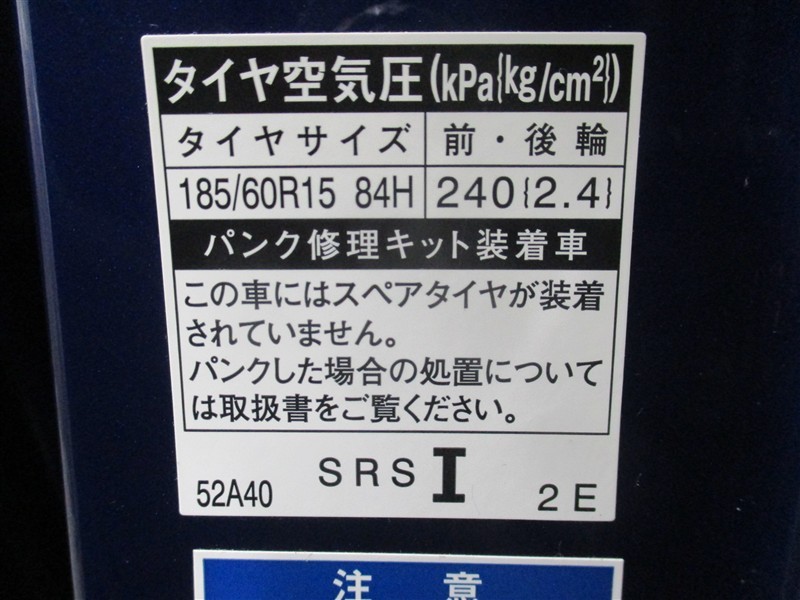 タイヤ空気圧(kPa{kg/cm²})
タイヤサイズ 前・後輪
185/60R15 84H 240{2.4}
パンク修理キット装着車
この車にはスペアタイヤが装着
されていません。
パンクした場合の処置について
は取扱書をご覧ください。
52A40 SRS I 2E
注意